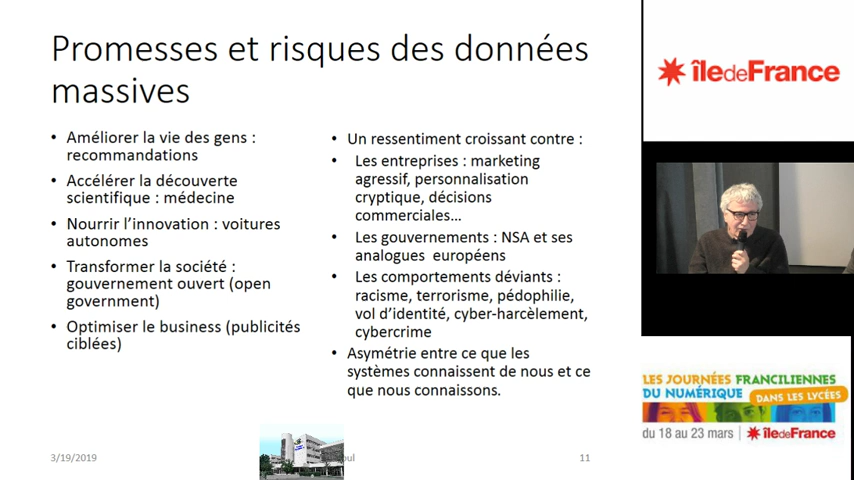 Promesses et risques des données
massives
• Améliorer la vie des gens :
recommandations
• Accélérer la découverte
scientifique : médecine
• Nourrir l'innovation : voitures
autonomes
• Transformer la société :
gouvernement ouvert (open
government)
• Optimiser le business (publicités
ciblées)
• Un ressentiment croissant contre :
• Les entreprises : marketing
agressif, personnalisation
cryptique, décisions
commerciales…
• Les gouvernements : NSA et ses
analogues européens
• Les comportements déviants :
racisme, terrorisme, pédophilie,
vol d'identité, cyber-harcèlement,
cybercrime
• Asymétrie entre ce que les
systèmes connaissent de nous et ce
que nous connaissons.
3/19/2019
11
îledeFrance
LES JOURNÉES FRANCILIENNES
DU NUMÉRIQUE DANS LES LYCÉES
du 18 au 23 mars | îledeFrance